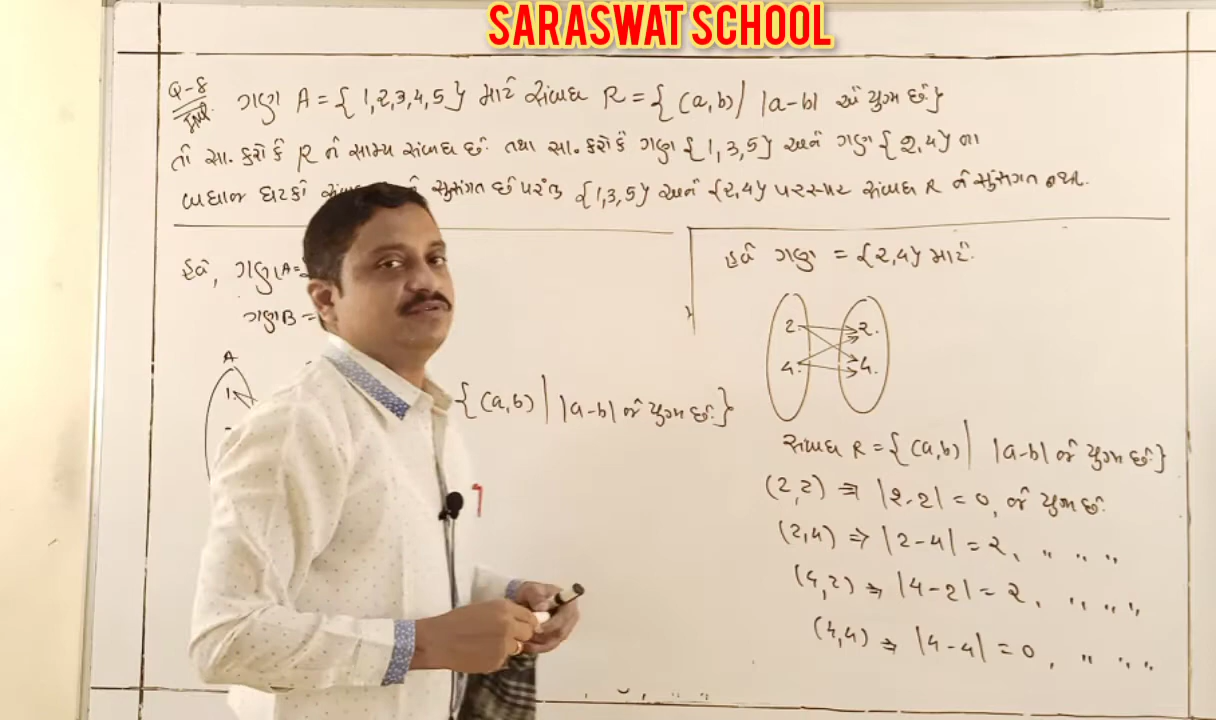 SARASWAT SCHOOL
Q-8 ગણ A = { 1,2,3,4,5 } માટે સંબંધ R = { (a,b) / |a-b| એ યુગ્મ છે }
Imp
તો સા. કરો કે R ને સામ્ય સંબંધ છે. તથા સા. કરો કે ગણ { 1, 3, 5 } અને ગણ { 2, 4 } ના
બધાજ ઘટકો સુસંગત છે પરંતુ { 1,3,5 } અને { 2,4 } પરસ્પર સંબંધ R ને સુસંગત નથી.
હવે, ગણ A =
ગણ B =
A
1
{ (a,b) | |a-b| જે યુગ્મ છે. }
હવે ગણ = { 2,4 } માટે.
2. 2.
4. 4.
સંબંધ R = { (a,b) | |a-b| જે યુગ્મ છે. }
(2,2) ⇒ |2-2| = 0, જે યુગ્મ છે.
(2,4) ⇒ |2-4| = 2, " " "
(4,2) ⇒ |4-2| = 2, " " "
(4,4) ⇒ |4-4| = 0, " " "